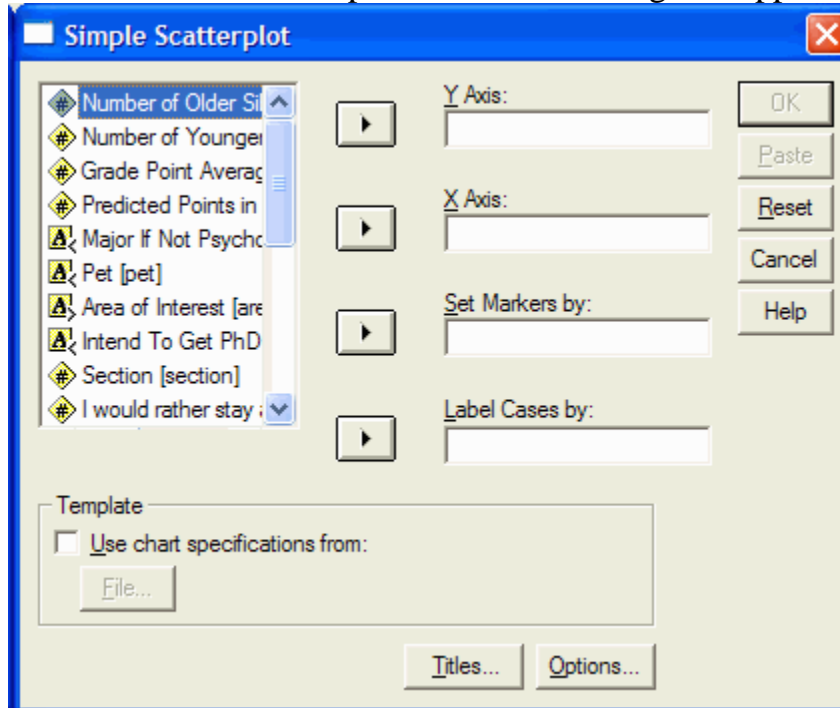 Simple Scatterplot
Number of Older Si
Number of Younger
Grade Point Averag
Predicted Points in
Major If Not Psycho
Pet [pet]
Area of Interest [are
Intend To Get PhD
Section [section]
I would rather stay a
Y Axis:
X Axis:
Set Markers by:
Label Cases by:
OK
Paste
Reset
Cancel
Help
Template
Use chart specifications from:
File...
Titles...
Options...